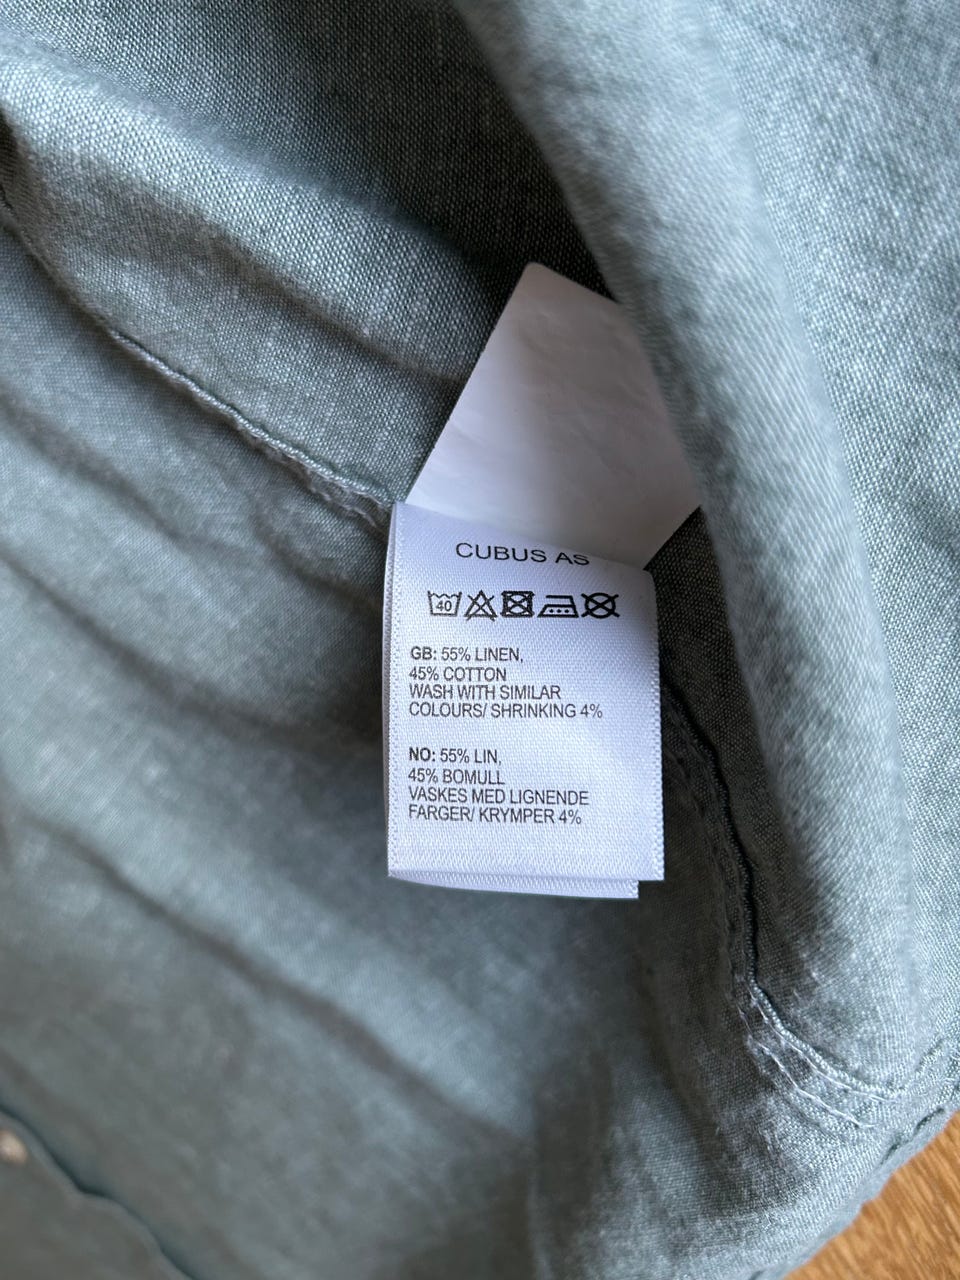 CUBUS AS
40
GB: 55% LINEN,
45% COTTON
WASH WITH SIMILAR
COLOURS/ SHRINKING 4%
NO: 55% LIN,
45% BOMULL
VASKES MED LIGNENDE
FARGER/ KRYMPER 4%